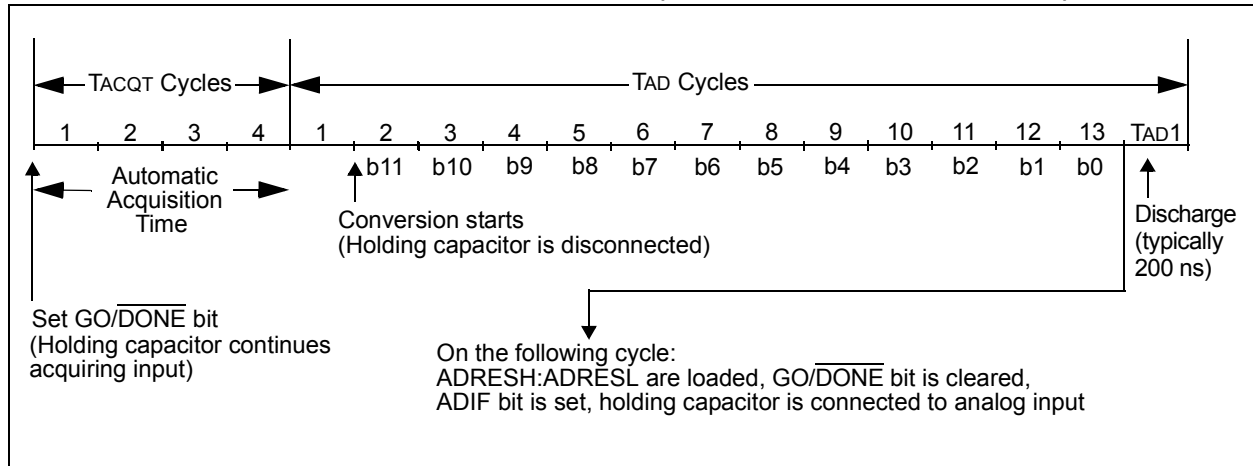 TACQT Cycles
TAD Cycles
1 2 3 4 1 2 3 4 5 6 7 8 9 10 11 12 13 TAD1
b11 b10 b9 b8 b7 b6 b5 b4 b3 b2 b1 b0
Automatic
Acquisition
Time
Conversion starts
(Holding capacitor is disconnected)
Discharge
(typically
200 ns)
Set GO/DONE bit
(Holding capacitor continues
acquiring input)
On the following cycle:
ADRESH:ADRESL are loaded, GO/DONE bit is cleared,
ADIF bit is set, holding capacitor is connected to analog input